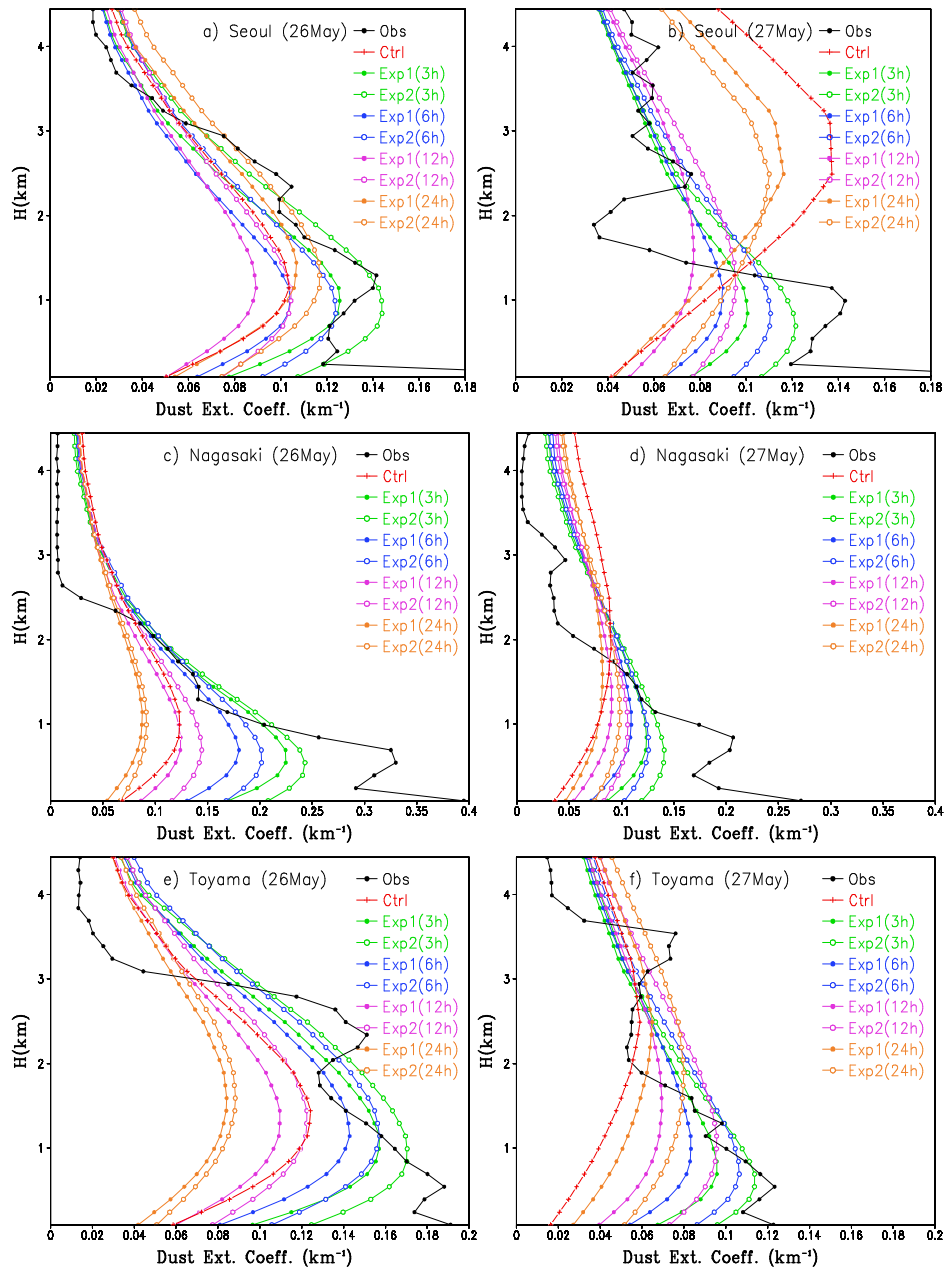 a) Seoul (26May)
Obs
Ctrl
Exp1(3h)
Exp2(3h)
Exp1(6h)
Exp2(6h)
Exp1(12h)
Exp2(12h)
Exp1(24h)
Exp2(24h)
H(km)
4
3
2
1
0 0.02 0.04 0.06 0.08 0.1 0.12 0.14 0.16 0.18
Dust Ext. Coeff. (km⁻¹)
b) Seoul (27May)
Obs
Ctrl
Exp1(3h)
Exp2(3h)
Exp1(6h)
Exp2(6h)
Exp1(12h)
Exp2(12h)
Exp1(24h)
Exp2(24h)
H(km)
4
3
2
1
0 0.02 0.04 0.06 0.08 0.1 0.12 0.14 0.16 0.18
Dust Ext. Coeff. (km⁻¹)
c) Nagasaki (26May)
Obs
Ctrl
Exp1(3h)
Exp2(3h)
Exp1(6h)
Exp2(6h)
Exp1(12h)
Exp2(12h)
Exp1(24h)
Exp2(24h)
H(km)
4
3
2
1
0 0.05 0.1 0.15 0.2 0.25 0.3 0.35 0.4
Dust Ext. Coeff. (km⁻¹)
d) Nagasaki (27May)
Obs
Ctrl
Exp1(3h)
Exp2(3h)
Exp1(6h)
Exp2(6h)
Exp1(12h)
Exp2(12h)
Exp1(24h)
Exp2(24h)
H(km)
4
3
2
1
0 0.05 0.1 0.15 0.2 0.25 0.3 0.35 0.4
Dust Ext. Coeff. (km⁻¹)
e) Toyama (26May)
Obs
Ctrl
Exp1(3h)
Exp2(3h)
Exp1(6h)
Exp2(6h)
Exp1(12h)
Exp2(12h)
Exp1(24h)
Exp2(24h)
H(km)
4
3
2
1
0 0.02 0.04 0.06 0.08 0.1 0.12 0.14 0.16 0.18 0.2
Dust Ext. Coeff. (km⁻¹)
f) Toyama (27May)
Obs
Ctrl
Exp1(3h)
Exp2(3h)
Exp1(6h)
Exp2(6h)
Exp1(12h)
Exp2(12h)
Exp1(24h)
Exp2(24h)
H(km)
4
3
2
1
0 0.02 0.04 0.06 0.08 0.1 0.12 0.14 0.16 0.18 0.2
Dust Ext. Coeff. (km⁻¹)